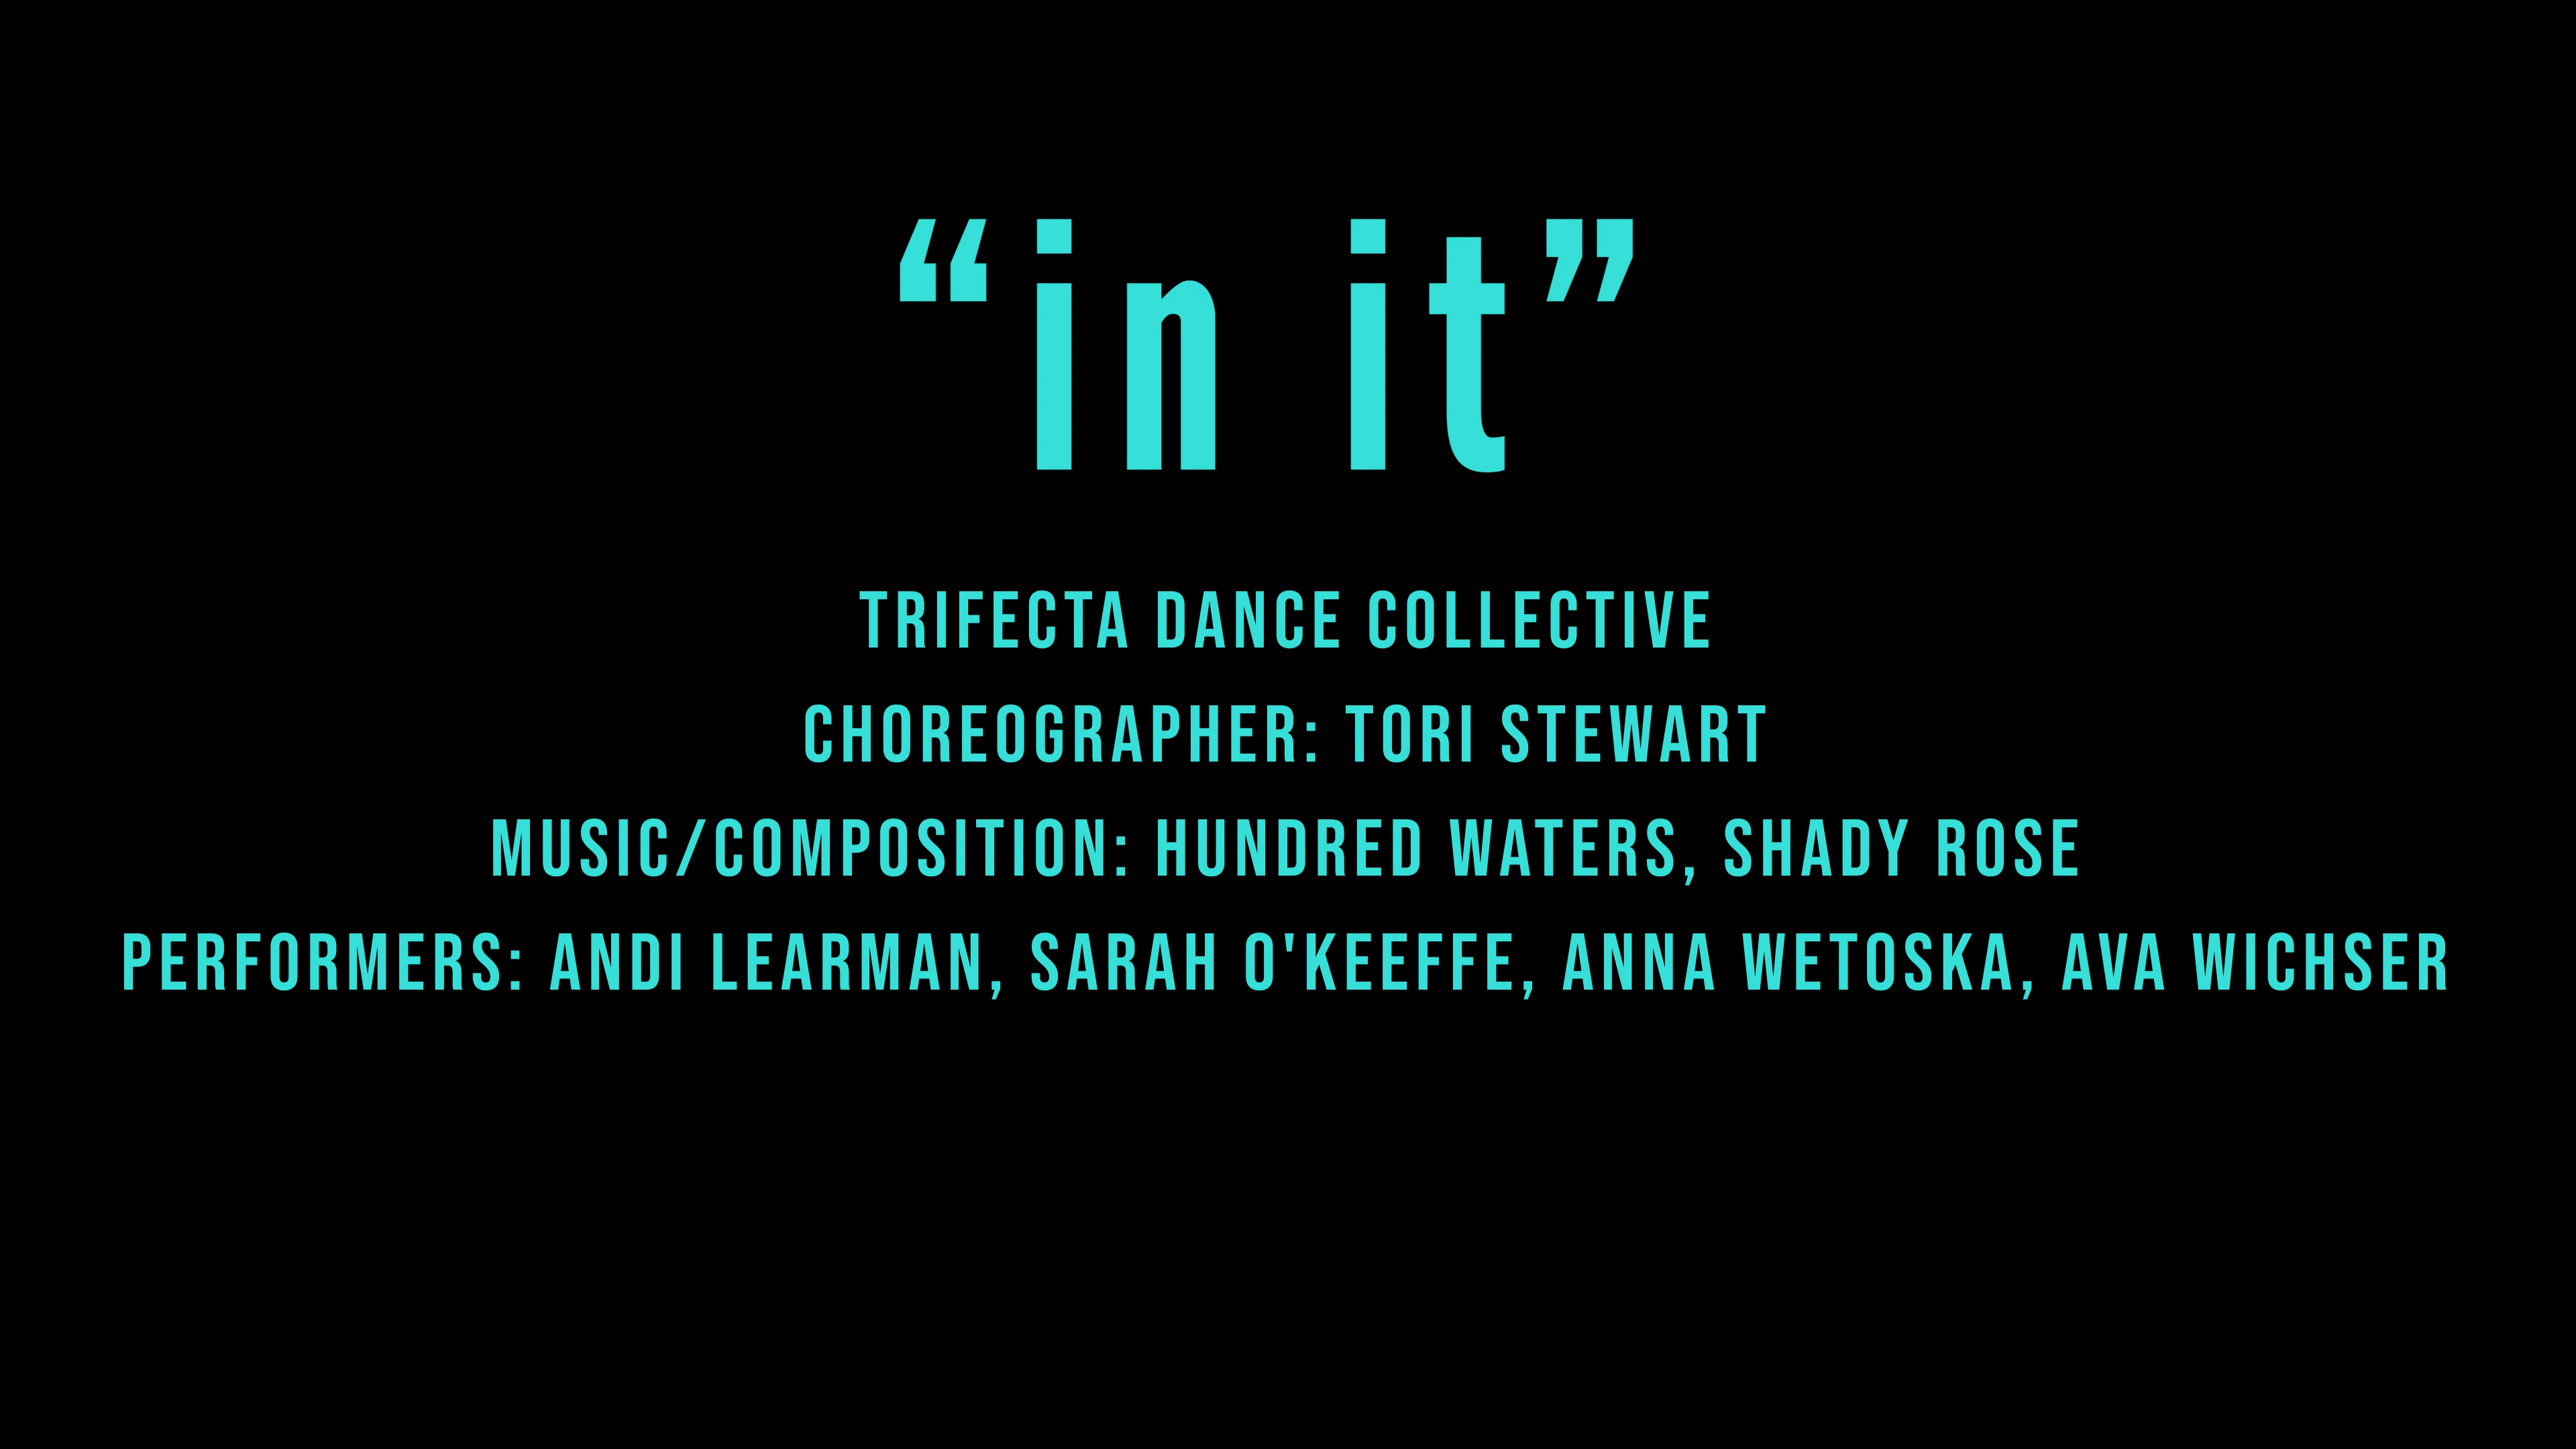 “in it”
TRIFECTA DANCE COLLECTIVE
CHOREOGRAPHER: TORI STEWART
MUSIC/COMPOSITION: HUNDRED WATERS, SHADY ROSE
PERFORMERS: ANDI LEARMAN, SARAH O'KEEFFE, ANNA WETOSKA, AVA WICHSER